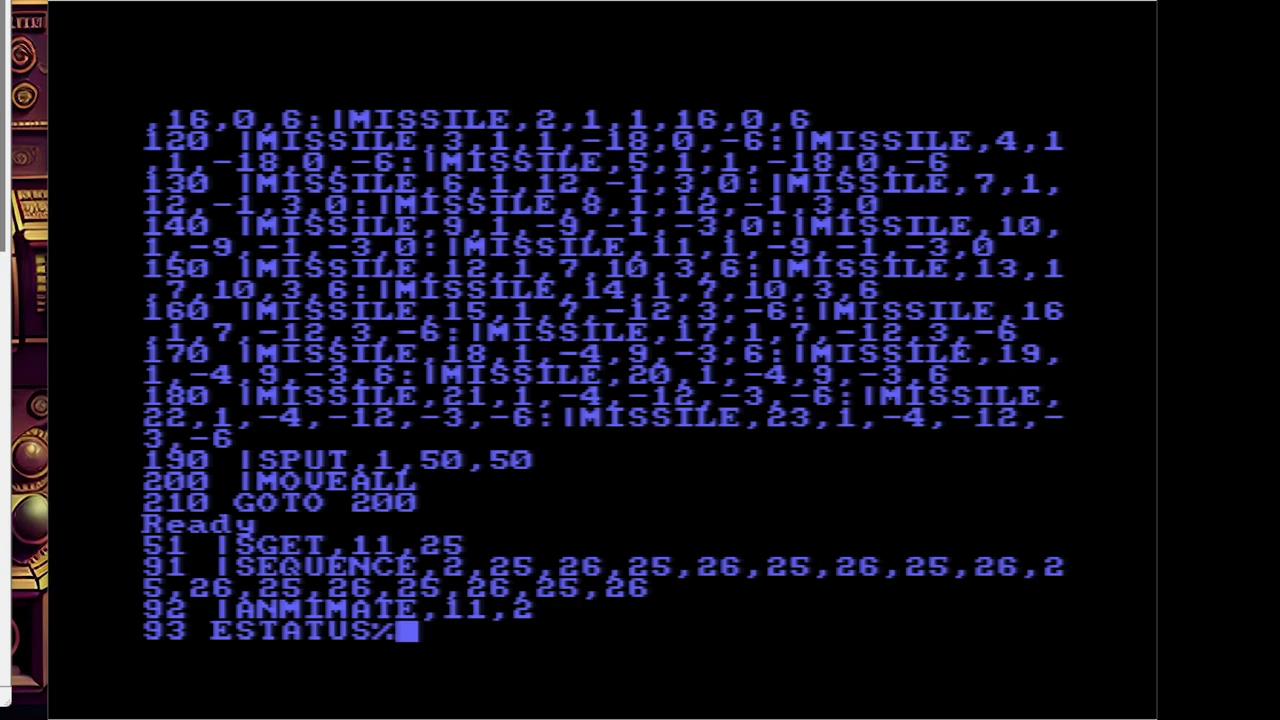 ,16,0,6:|MISSILE,2,1,1,16,0,6
120 |MISSILE,3,1,1,-18,0,-6:|MISSILE,4,1
,1,-18,0,-6:|MISSILE,5,1,1,-18,0,-6
130 |MISSILE,6,1,12,-1,3,0:|MISSILE,7,1,
12,-1,3,0:|MISSILE,8,1,12,-1,3,0
140 |MISSILE,9,1,-9,-1,-3,0:|MISSILE,10,
1,-9,-1,-3,0:|MISSILE,11,1,-9,-1,-3,0
150 |MISSILE,12,1,7,10,3,6:|MISSILE,13,1
,7,10,3,6:|MISSILE,14,1,7,10,3,6
160 |MISSILE,15,1,7,-12,3,-6:|MISSILE,16
,1,7,-12,3,-6:|MISSILE,17,1,7,-12,3,-6
170 |MISSILE,18,1,-4,9,-3,6:|MISSILE,19,
1,-4,9,-3,6:|MISSILE,20,1,-4,9,-3,6
180 |MISSILE,21,1,-4,-12,-3,-6:|MISSILE,
22,1,-4,-12,-3,-6:|MISSILE,23,1,-4,-12,-
3,-6
190 |SPUT,1,50,50
200 |MOVEALL
210 GOTO 200
Ready
51 |SGET,11,25
91 |SEQUENCE,2,25,26,25,26,25,26,25,26,2
5,26,25,26,25,26,25,26
92 |ANMIMATE,11,2
93 ESTATUS%